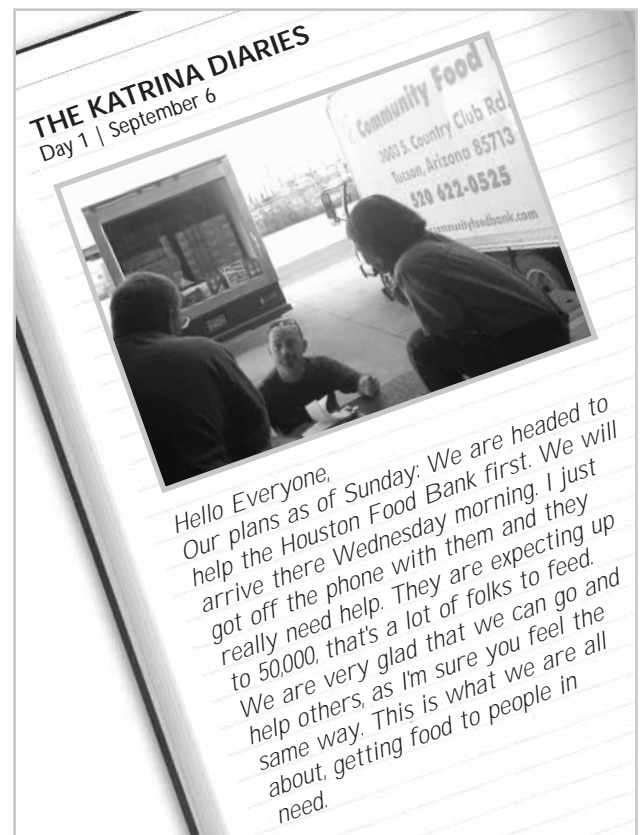 THE KATRINA DIARIES
Day 1 | September 6
Community Food
3003 S. Country Club Rd.
Tucson, Arizona 85713
520 622-0525
communityfoodbank.com
Hello Everyone,
Our plans as of Sunday: We are headed to
help the Houston Food Bank first. We will
arrive there Wednesday morning. I just
got off the phone with them and they
really need help. They are expecting up
to 50,000, that's a lot of folks to feed.
We are very glad that we can go and
help others, as I'm sure you feel the
same way. This is what we are all
about, getting food to people in
need.